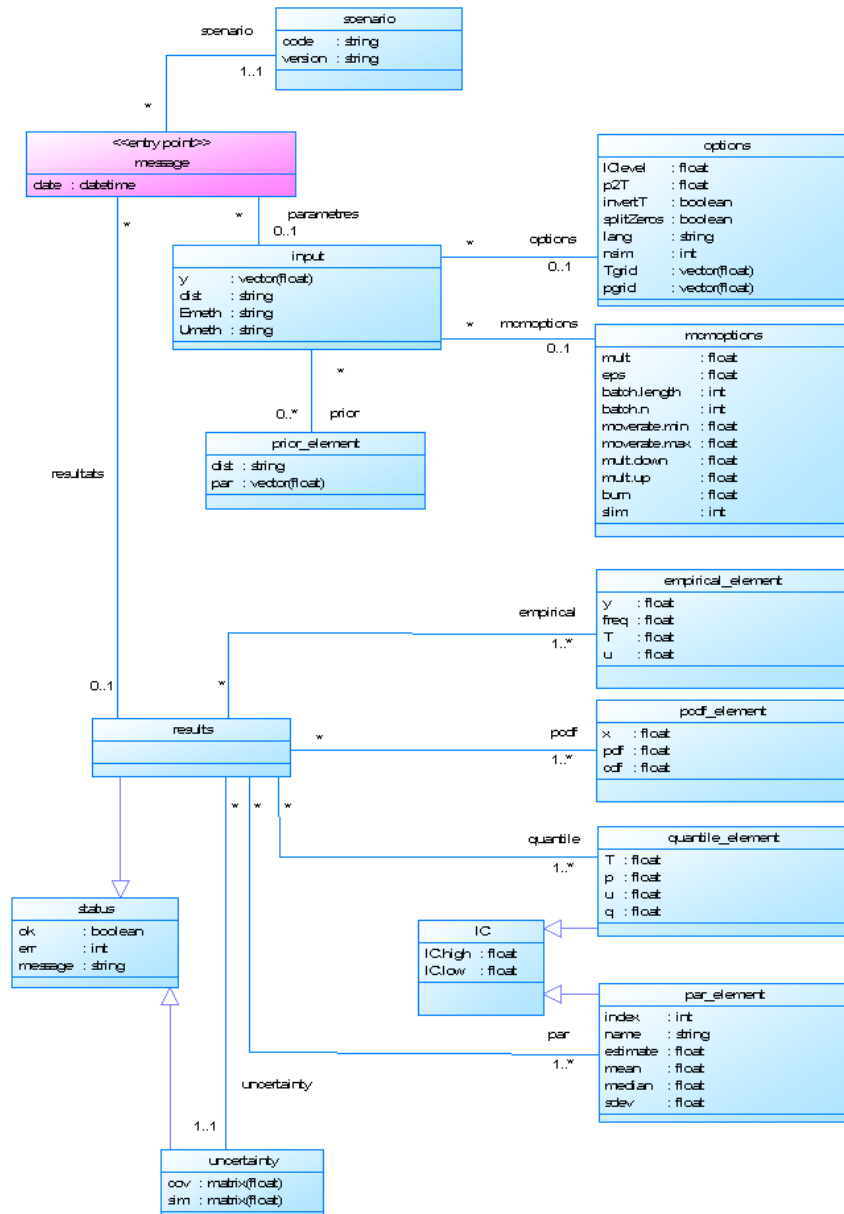 scenario
code : string
version : string
scenario
1..1
*
<<entry point>>
message
date : datetime
*
*
parametres
0..1
input
y : vector(float)
dist : string
Emeth : string
Umeth : string
*
options
0..1
options
IClevel : float
p2T : float
invertT : boolean
splitZeros : boolean
lang : string
nsim : int
Tgrid : vector(float)
pgrid : vector(float)
*
mcmoptions
0..1
mcmoptions
mult : float
eps : float
batch.length : int
batch.n : int
moverate.min : float
moverate.max : float
mult.down : float
mult.up : float
burn : float
slim : int
*
0..*
prior
prior_element
dist : string
par : vector(float)
resultats
0..1
empirical
1..*
*
empirical_element
y : float
freq : float
T : float
u : float
results
*
pcdf
1..*
pcdf_element
x : float
pdf : float
cdf : float
*
*
*
quantile
1..*
quantile_element
T : float
p : float
u : float
q : float
status
ok : boolean
err : int
message : string
IC
IC.high : float
IC.low : float
par
1..*
par_element
index : int
name : string
estimate : float
mean : float
median : float
sdev : float
uncertainty
1..1
uncertainty
cov : matrix(float)
sim : matrix(float)